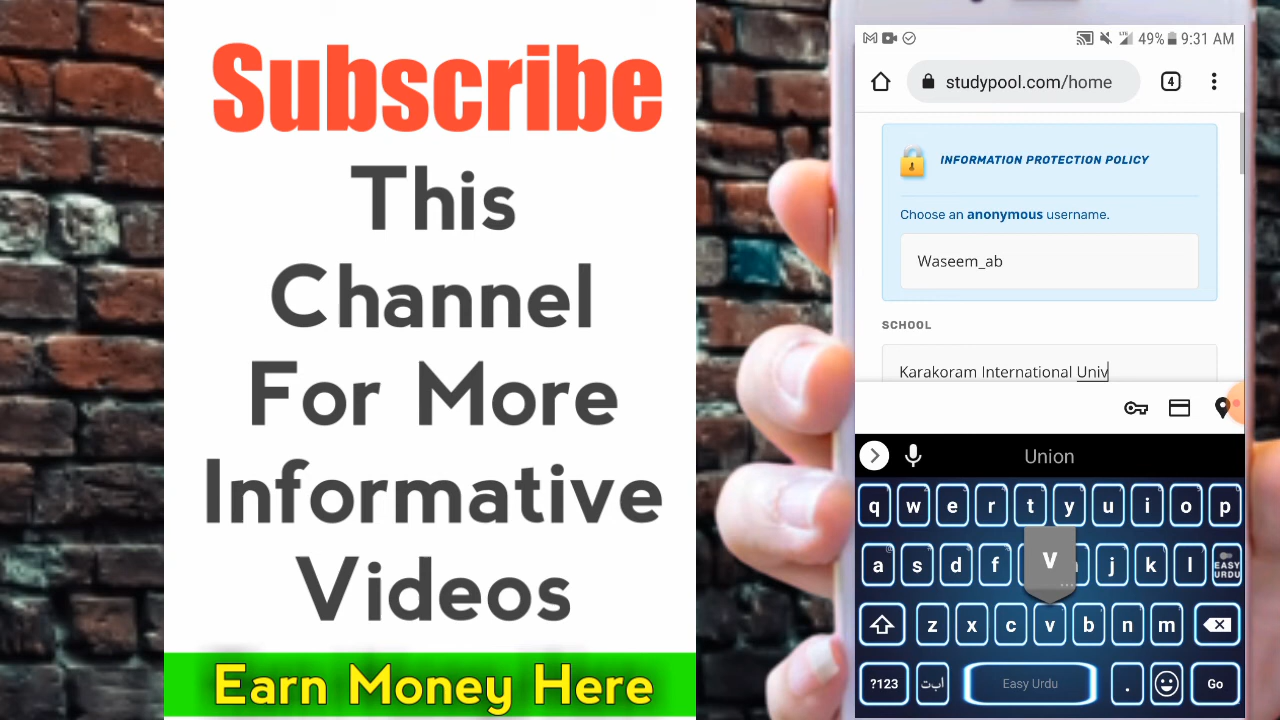 Subscribe
This
Channel
For More
Informative
Videos
Earn Money Here
49% 9:31 AM
studypool.com/home
4
INFORMATION PROTECTION POLICY
Choose an anonymous username.
Waseem_ab
SCHOOL
Karakoram International Univ
Union
q w e r t y u i o p
a s d f j k l EASY URDU
v
z x c v b n m
?123 ا ب ت Easy Urdu . Go